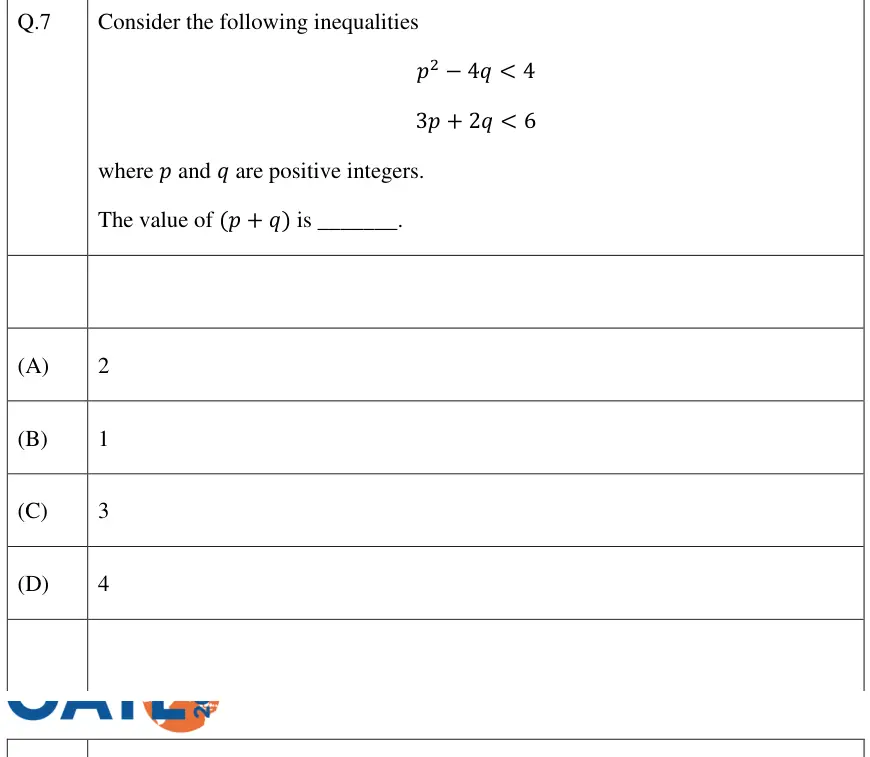 Q.7 Consider the following inequalities
𝑝² − 4𝑞 < 4
3𝑝 + 2𝑞 < 6
where 𝑝 and 𝑞 are positive integers.
The value of (𝑝 + 𝑞) is _______.
(A) 2
(B) 1
(C) 3
(D) 4